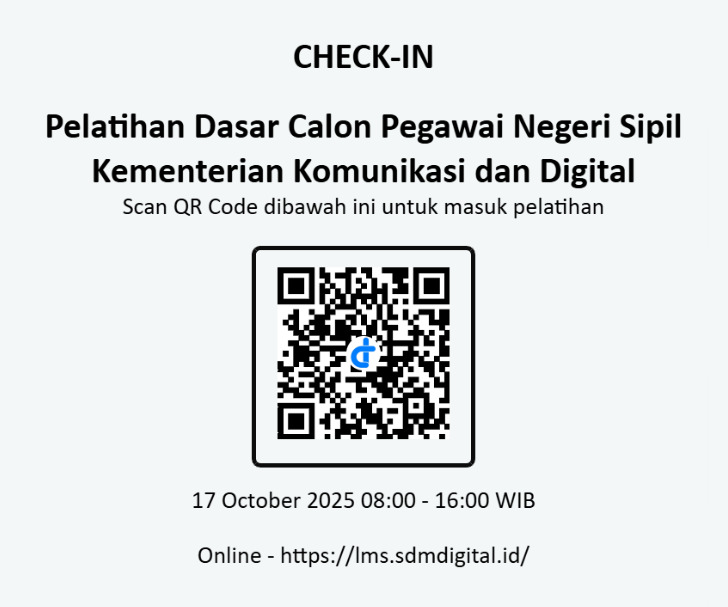 CHECK-IN
Pelatihan Dasar Calon Pegawai Negeri Sipil
Kementerian Komunikasi dan Digital
Scan QR Code dibawah ini untuk masuk pelatihan
17 October 2025 08:00 - 16:00 WIB
Online - https://lms.sdmdigital.id/